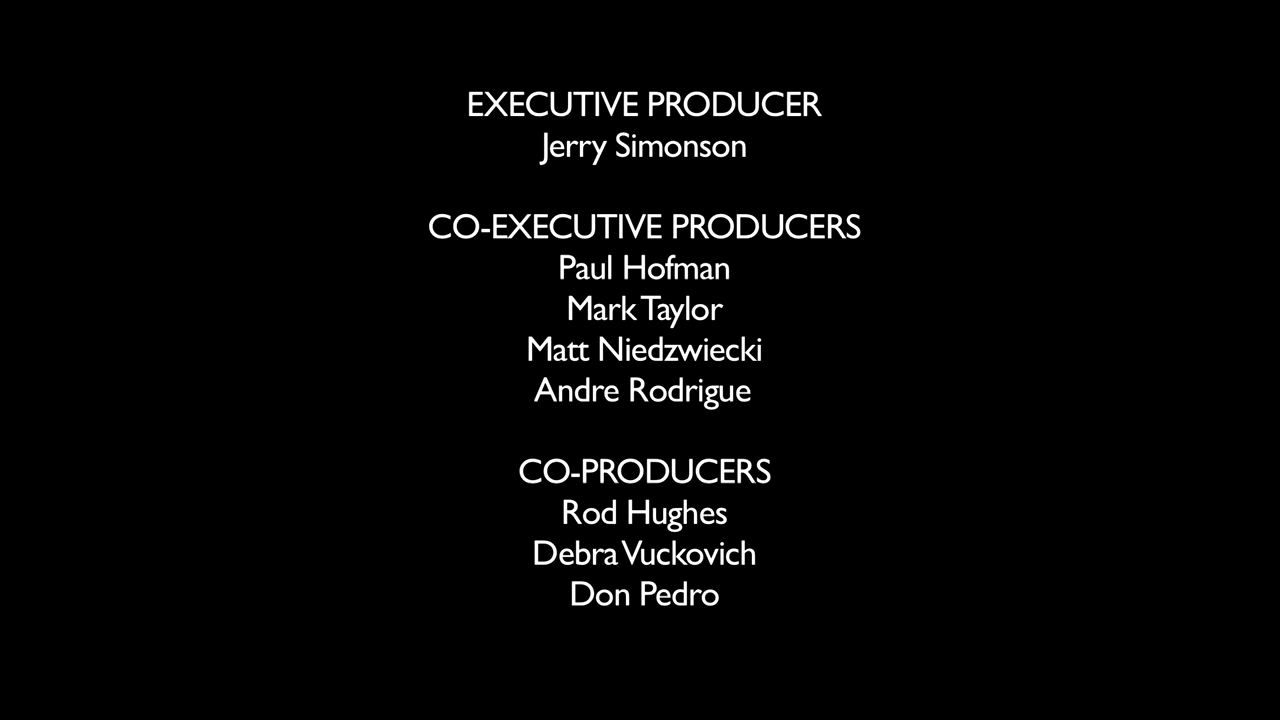 EXECUTIVE PRODUCER
Jerry Simonson
CO-EXECUTIVE PRODUCERS
Paul Hofman
Mark Taylor
Matt Niedzwiecki
Andre Rodrigue
CO-PRODUCERS
Rod Hughes
Debra Vuckovich
Don Pedro